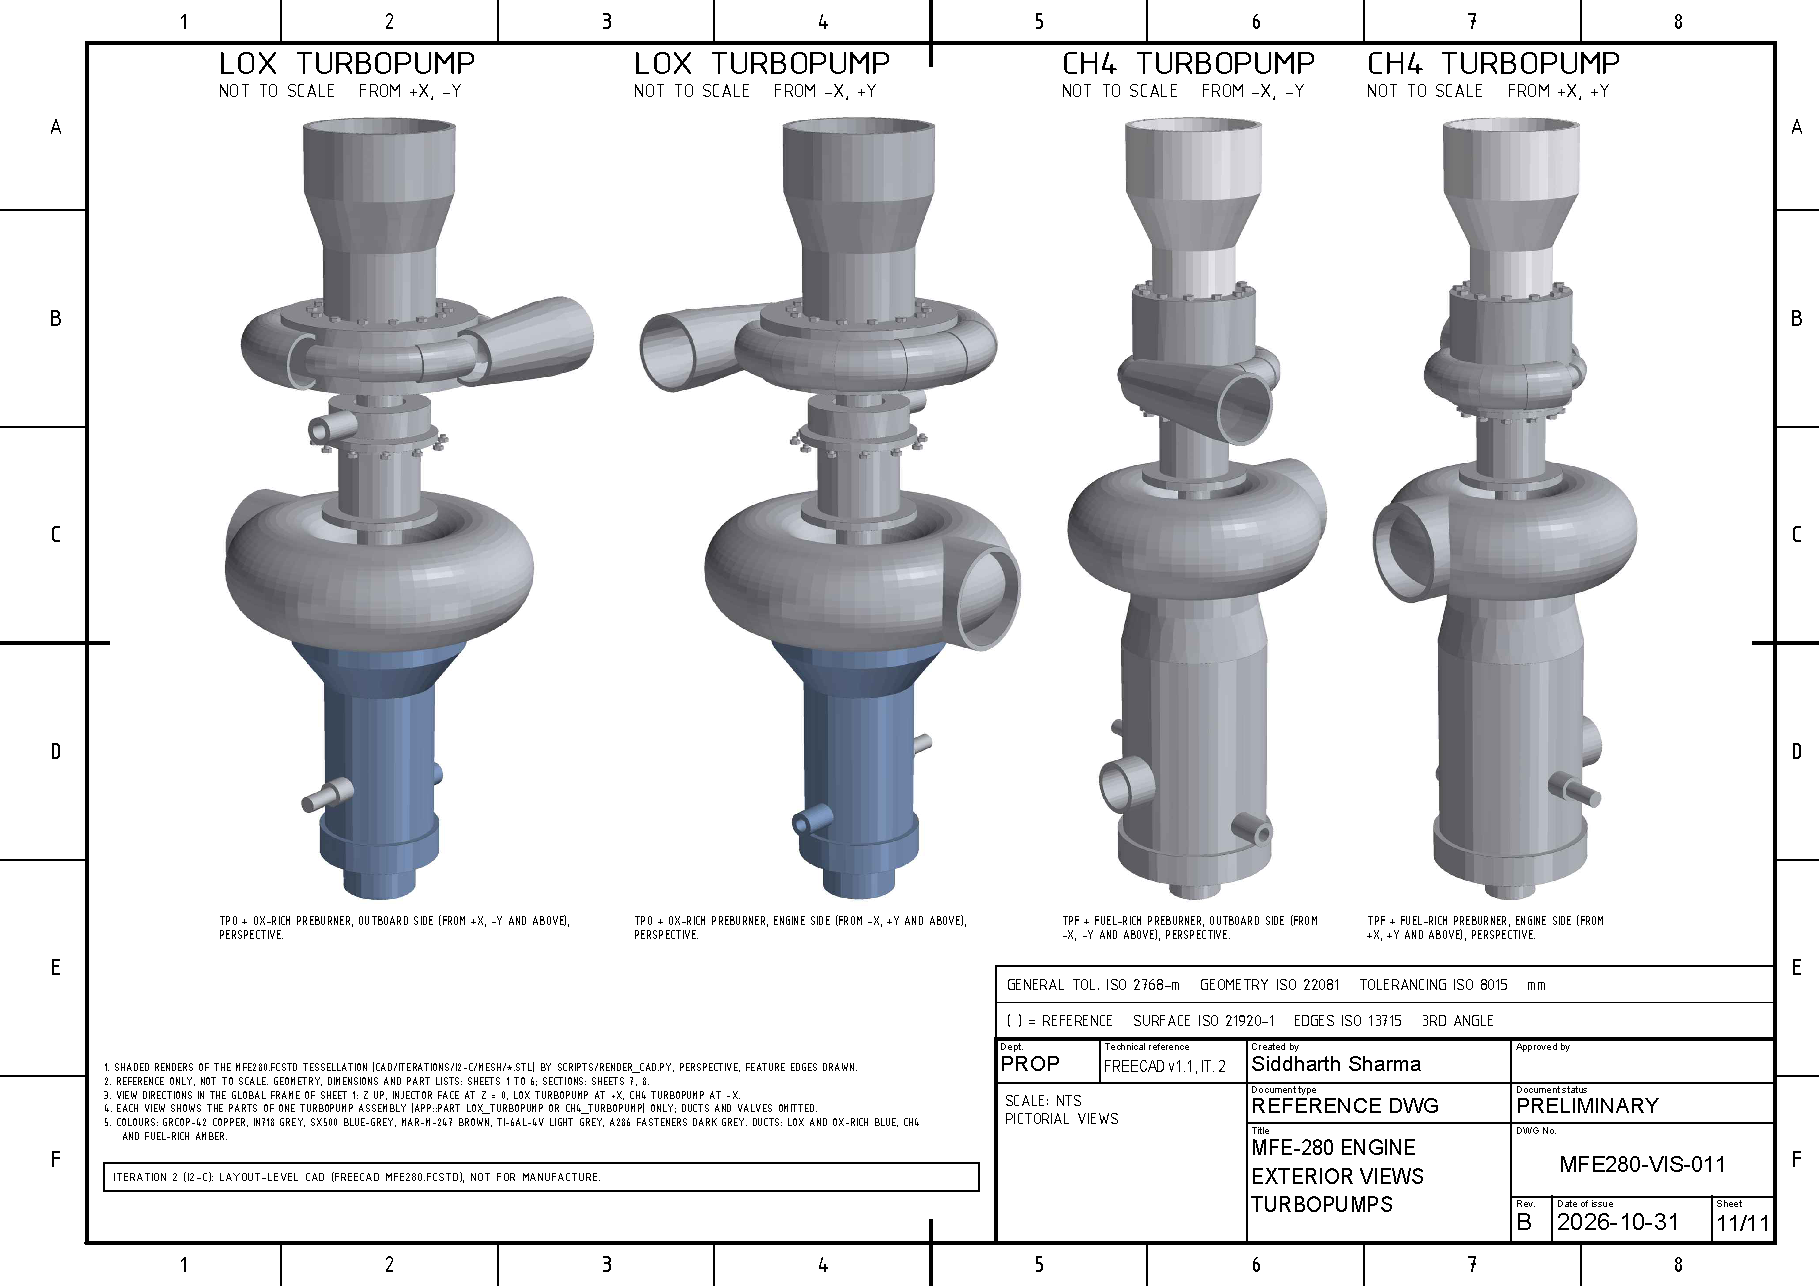 1 2 3 4 5 6 7 8
A A
B B
C C
D D
E E
F F
LOX TURBOPUMP
NOT TO SCALE FROM +X, -Y
LOX TURBOPUMP
NOT TO SCALE FROM -X, +Y
CH4 TURBOPUMP
NOT TO SCALE FROM -X, -Y
CH4 TURBOPUMP
NOT TO SCALE FROM +X, +Y
TPO + OX-RICH PREBURNER, OUTBOARD SIDE (FROM +X, -Y AND ABOVE),
PERSPECTIVE.
TPO + OX-RICH PREBURNER, ENGINE SIDE (FROM -X, +Y AND ABOVE),
PERSPECTIVE.
TPF + FUEL-RICH PREBURNER, OUTBOARD SIDE (FROM
-X, -Y AND ABOVE), PERSPECTIVE.
TPF + FUEL-RICH PREBURNER, ENGINE SIDE (FROM
+X, +Y AND ABOVE), PERSPECTIVE.
1. SHADED RENDERS OF THE MFE280.FCSTD TESSELLATION (CAD/ITERATIONS/I2-C/MESH/*.STL) BY SCRIPTS/RENDER_CAD.PY, PERSPECTIVE, FEATURE EDGES DRAWN.
2. REFERENCE ONLY, NOT TO SCALE. GEOMETRY, DIMENSIONS AND PART LISTS: SHEETS 1 TO 6; SECTIONS: SHEETS 7, 8.
3. VIEW DIRECTIONS IN THE GLOBAL FRAME OF SHEET 1: Z UP, INJECTOR FACE AT Z = 0, LOX TURBOPUMP AT +X, CH4 TURBOPUMP AT -X.
4. EACH VIEW SHOWS THE PARTS OF ONE TURBOPUMP ASSEMBLY (APP::PART LOX_TURBOPUMP OR CH4_TURBOPUMP) ONLY; DUCTS AND VALVES OMITTED.
5. COLOURS: GRCOP-42 COPPER, IN718 GREY, SX500 BLUE-GREY, MAR-M-247 BROWN, TI-6AL-4V LIGHT GREY, A286 FASTENERS DARK GREY. DUCTS: LOX AND OX-RICH BLUE, CH4
AND FUEL-RICH AMBER.
ITERATION 2 (I2-C): LAYOUT-LEVEL CAD (FREECAD MFE280.FCSTD), NOT FOR MANUFACTURE.
GENERAL TOL. ISO 2768-m GEOMETRY ISO 22081 TOLERANCING ISO 8015 mm
( ) = REFERENCE SURFACE ISO 21920-1 EDGES ISO 13715 3RD ANGLE
Dept.
PROP
Technical reference
FREECAD v1.1, IT. 2
Created by
Siddharth Sharma
Approved by
SCALE: NTS
PICTORIAL VIEWS
Document type
REFERENCE DWG
Document status
PRELIMINARY
Title
MFE-280 ENGINE
EXTERIOR VIEWS
TURBOPUMPS
DWG No.
MFE280-VIS-011
Rev.
B
Date of issue
2026-10-31
Sheet
11/11
1 2 3 4 5 6 7 8